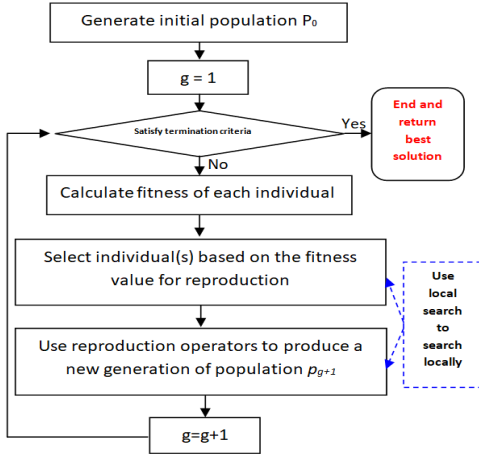 Generate initial population P₀
g = 1
Satisfy termination criteria
Yes
End and
return
best
solution
No
Calculate fitness of each individual
Select individual(s) based on the fitness
value for reproduction
Use
local
search
to
search
locally
Use reproduction operators to produce a
new generation of population pg+1
g=g+1